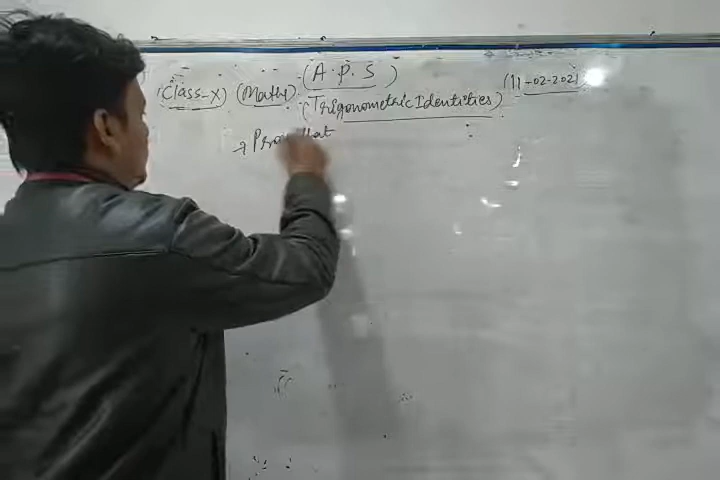 (A.P.S)
(Class-X) (Maths) (11-02-2021
(Trigonometric Identities)
→ Prove that